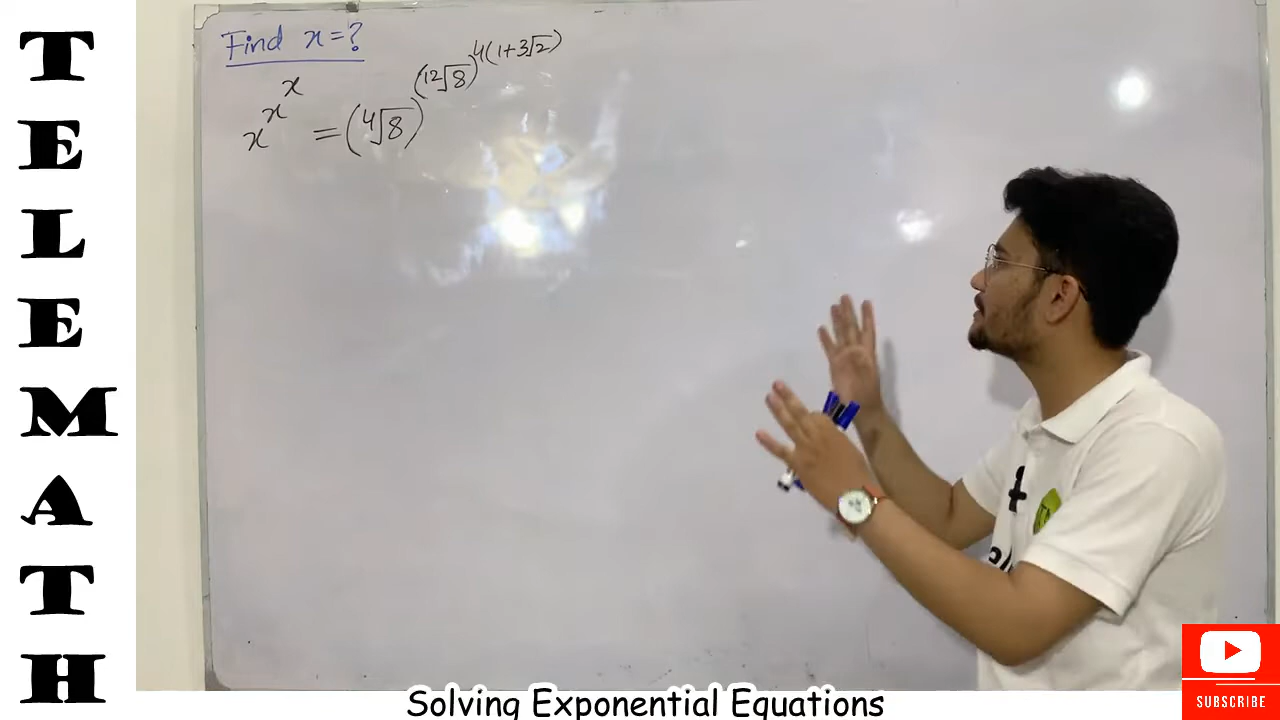 TELEMATH
Find x=?
x^x^x = (⁴√8)^(¹²√8)^4(1+3√2)
Solving Exponential Equations
SUBSCRIBE